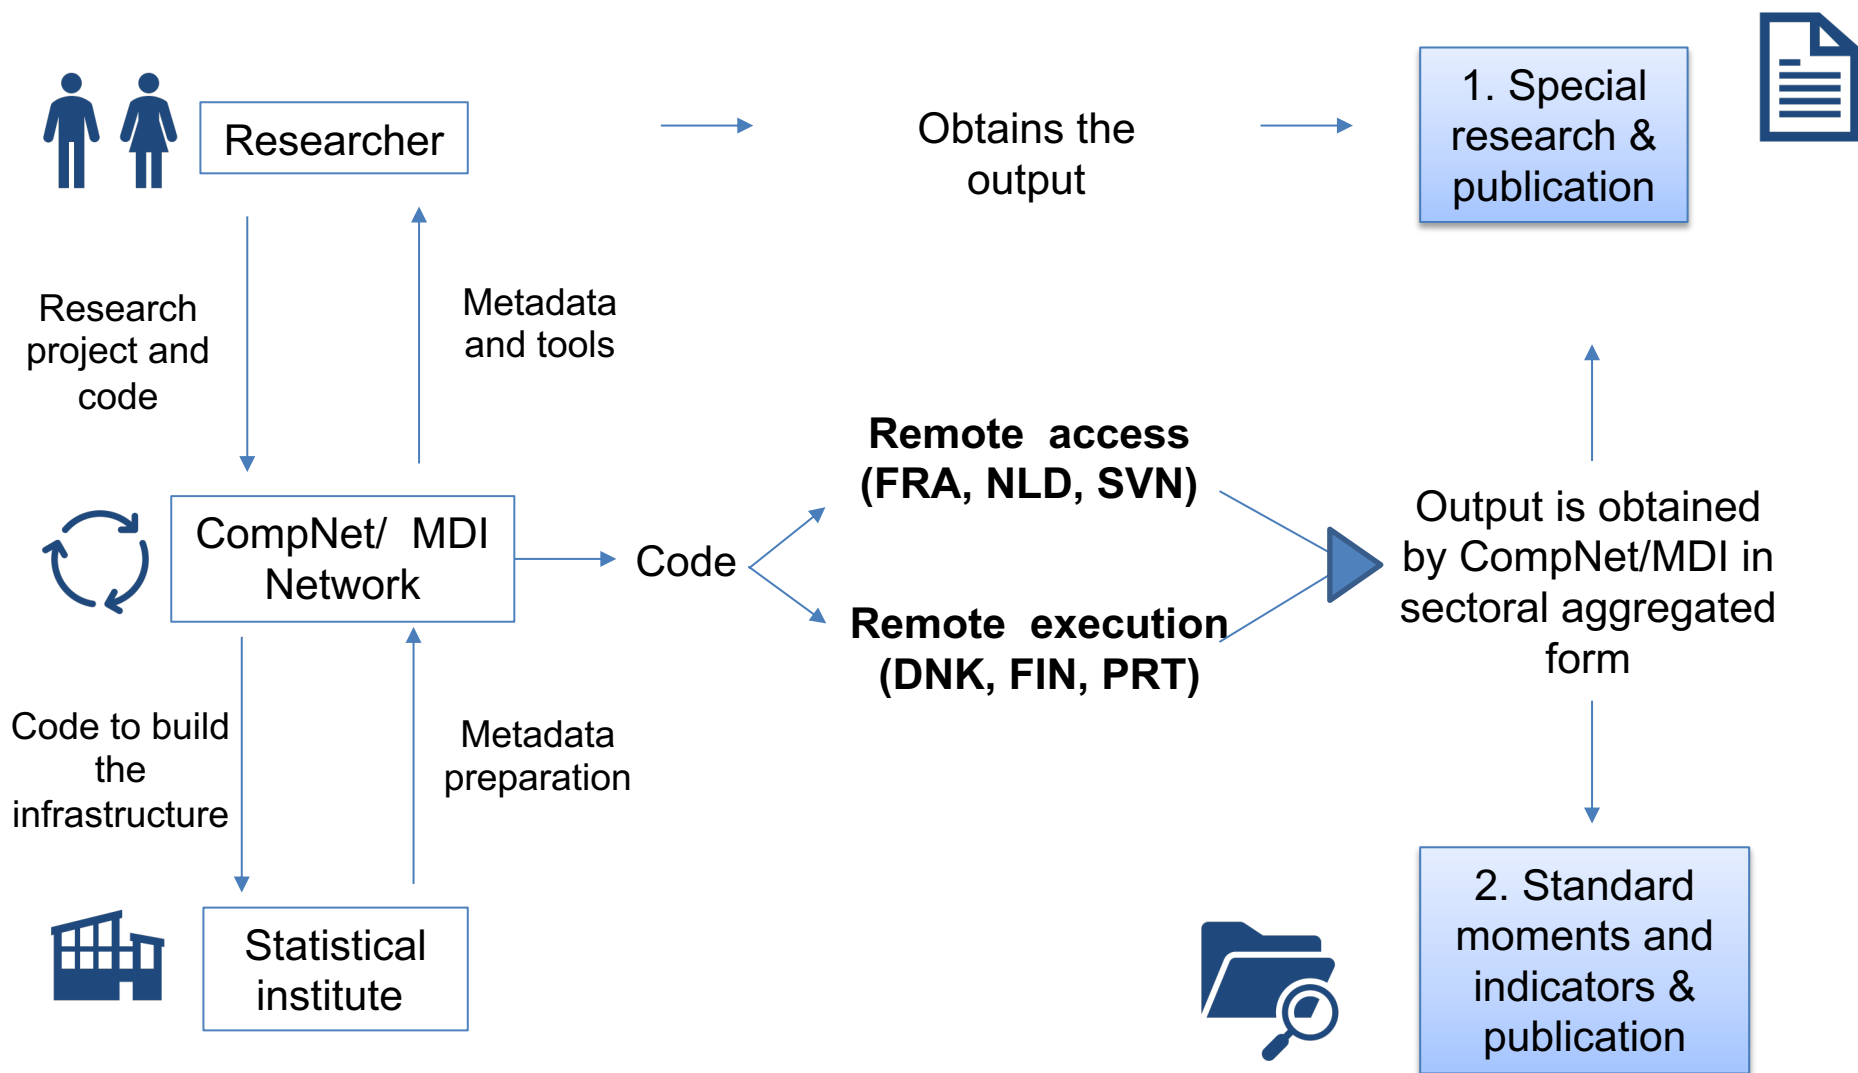 Researcher
Obtains the
output
1. Special
research &
publication
Research
project and
code
Metadata
and tools
Remote access
(FRA, NLD, SVN)
CompNet/ MDI
Network
Code
Remote execution
(DNK, FIN, PRT)
Output is obtained
by CompNet/MDI in
sectoral aggregated
form
Code to build
the
infrastructure
Metadata
preparation
Statistical
institute
2. Standard
moments and
indicators &
publication